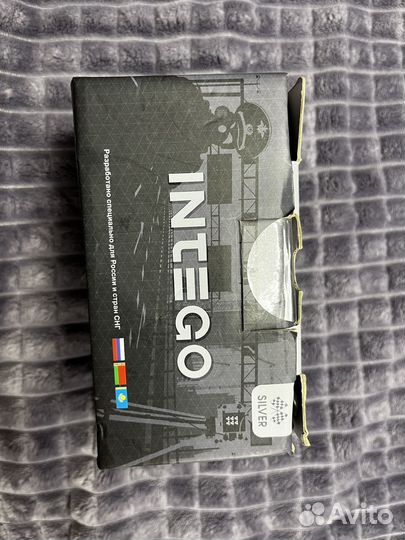 INTEGO
Разработано специально для России и стран СНГ
SILVER
Avito